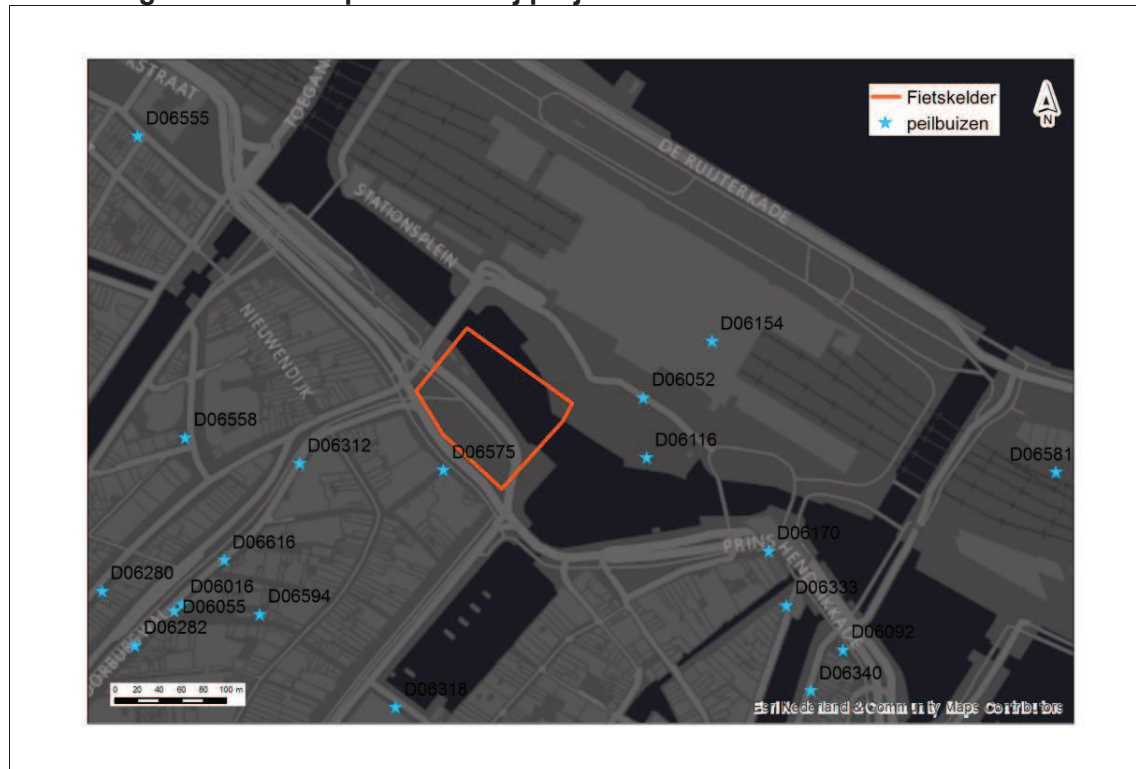 Fietskelder
peilbuizen
N
KSTRAAT
TOEGAN
D06555
DE RUIJTERKADE
STATIONSPLEIN
NIEUWENDIJK
D06154
D06052
D06558
D06312
D06575
D06116
D06581
D06616
D06170
PRINS HENDRIKKADE
D06280
D06016
D06055
D06594
D06333
D06282
D06092
D06340
D06318
0 20 40 60 80 100 m
Esri Nederland & Community Maps Contributors